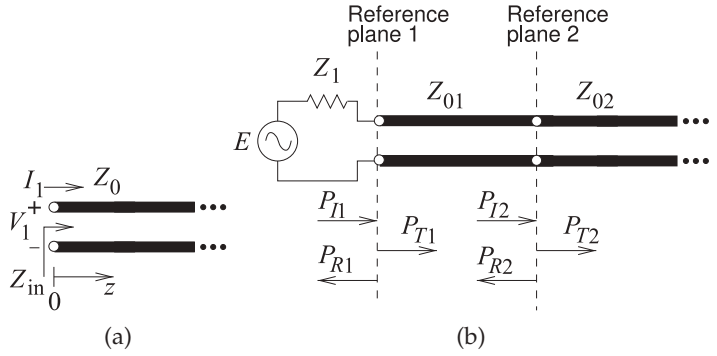 Reference plane 1
Reference plane 2
Z1
Z01
Z02
E
I1
Z0
+
V1
−
Zin
0
z
PI1
PT1
PR1
PI2
PT2
PR2
(a)
(b)